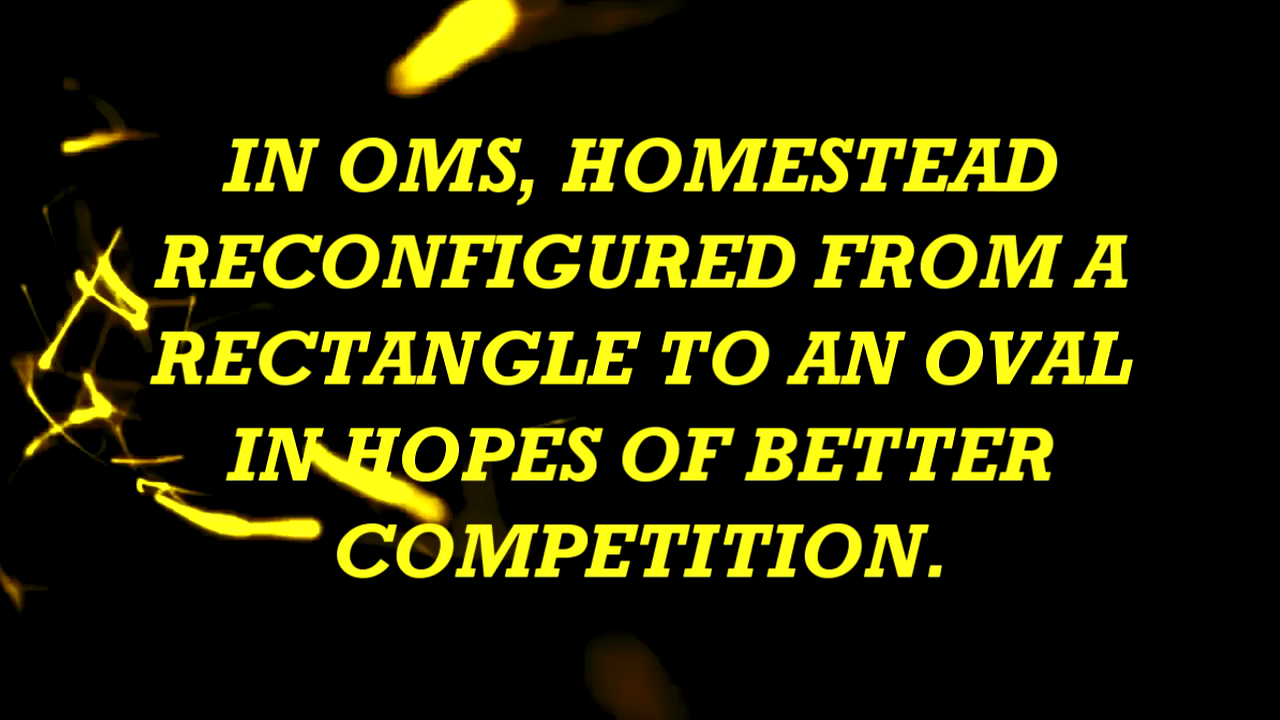 IN OMS, HOMESTEAD
RECONFIGURED FROM A
RECTANGLE TO AN OVAL
IN HOPES OF BETTER
COMPETITION.